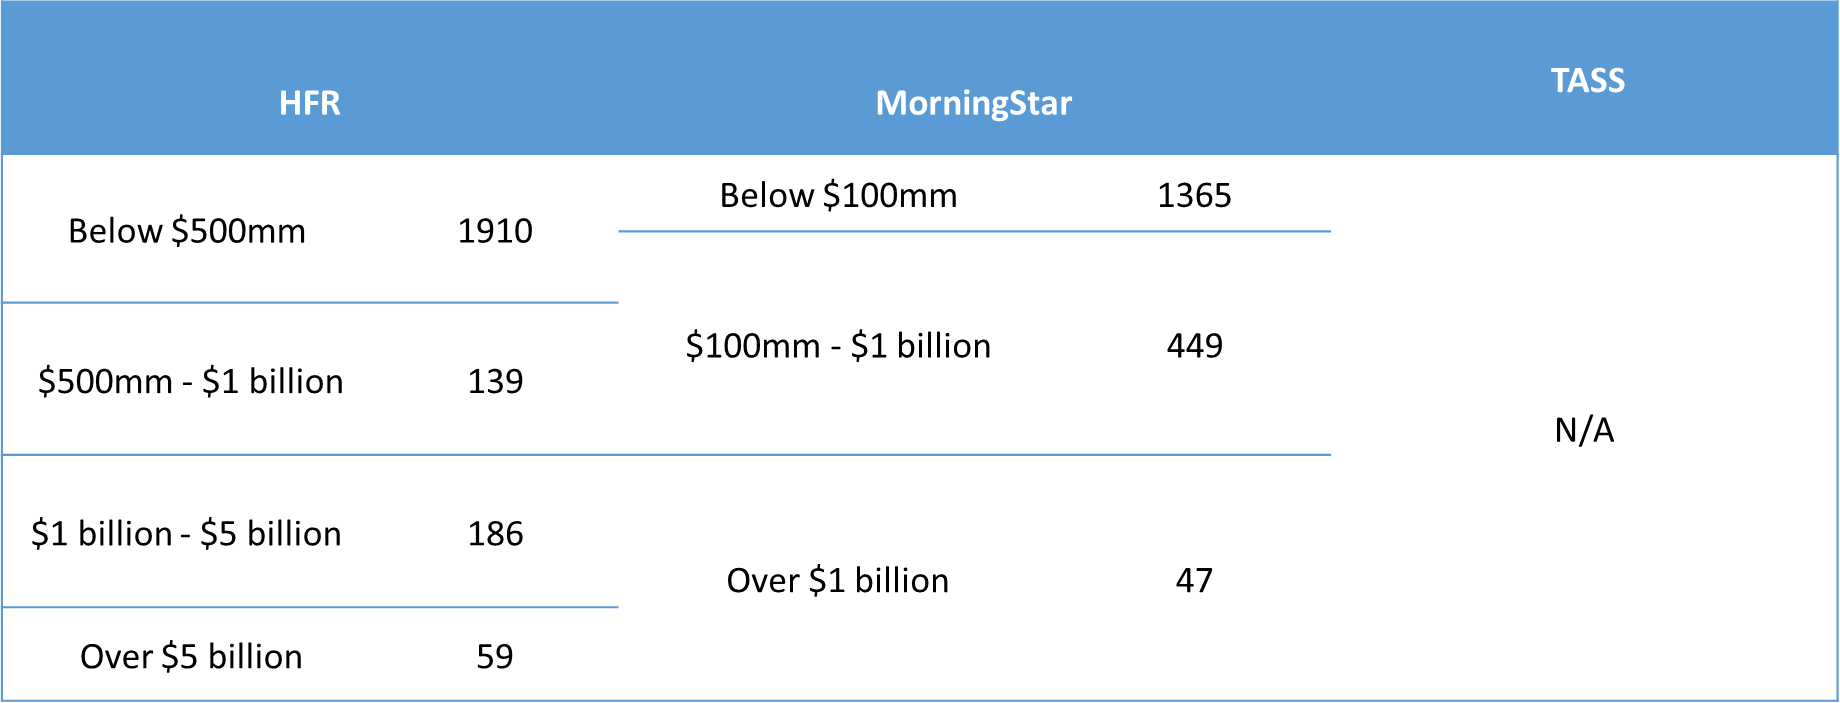 HFR MorningStar TASS
Below $500mm 1910
$500mm - $1 billion 139
$1 billion - $5 billion 186
Over $5 billion 59
Below $100mm 1365
$100mm - $1 billion 449
Over $1 billion 47
N/A